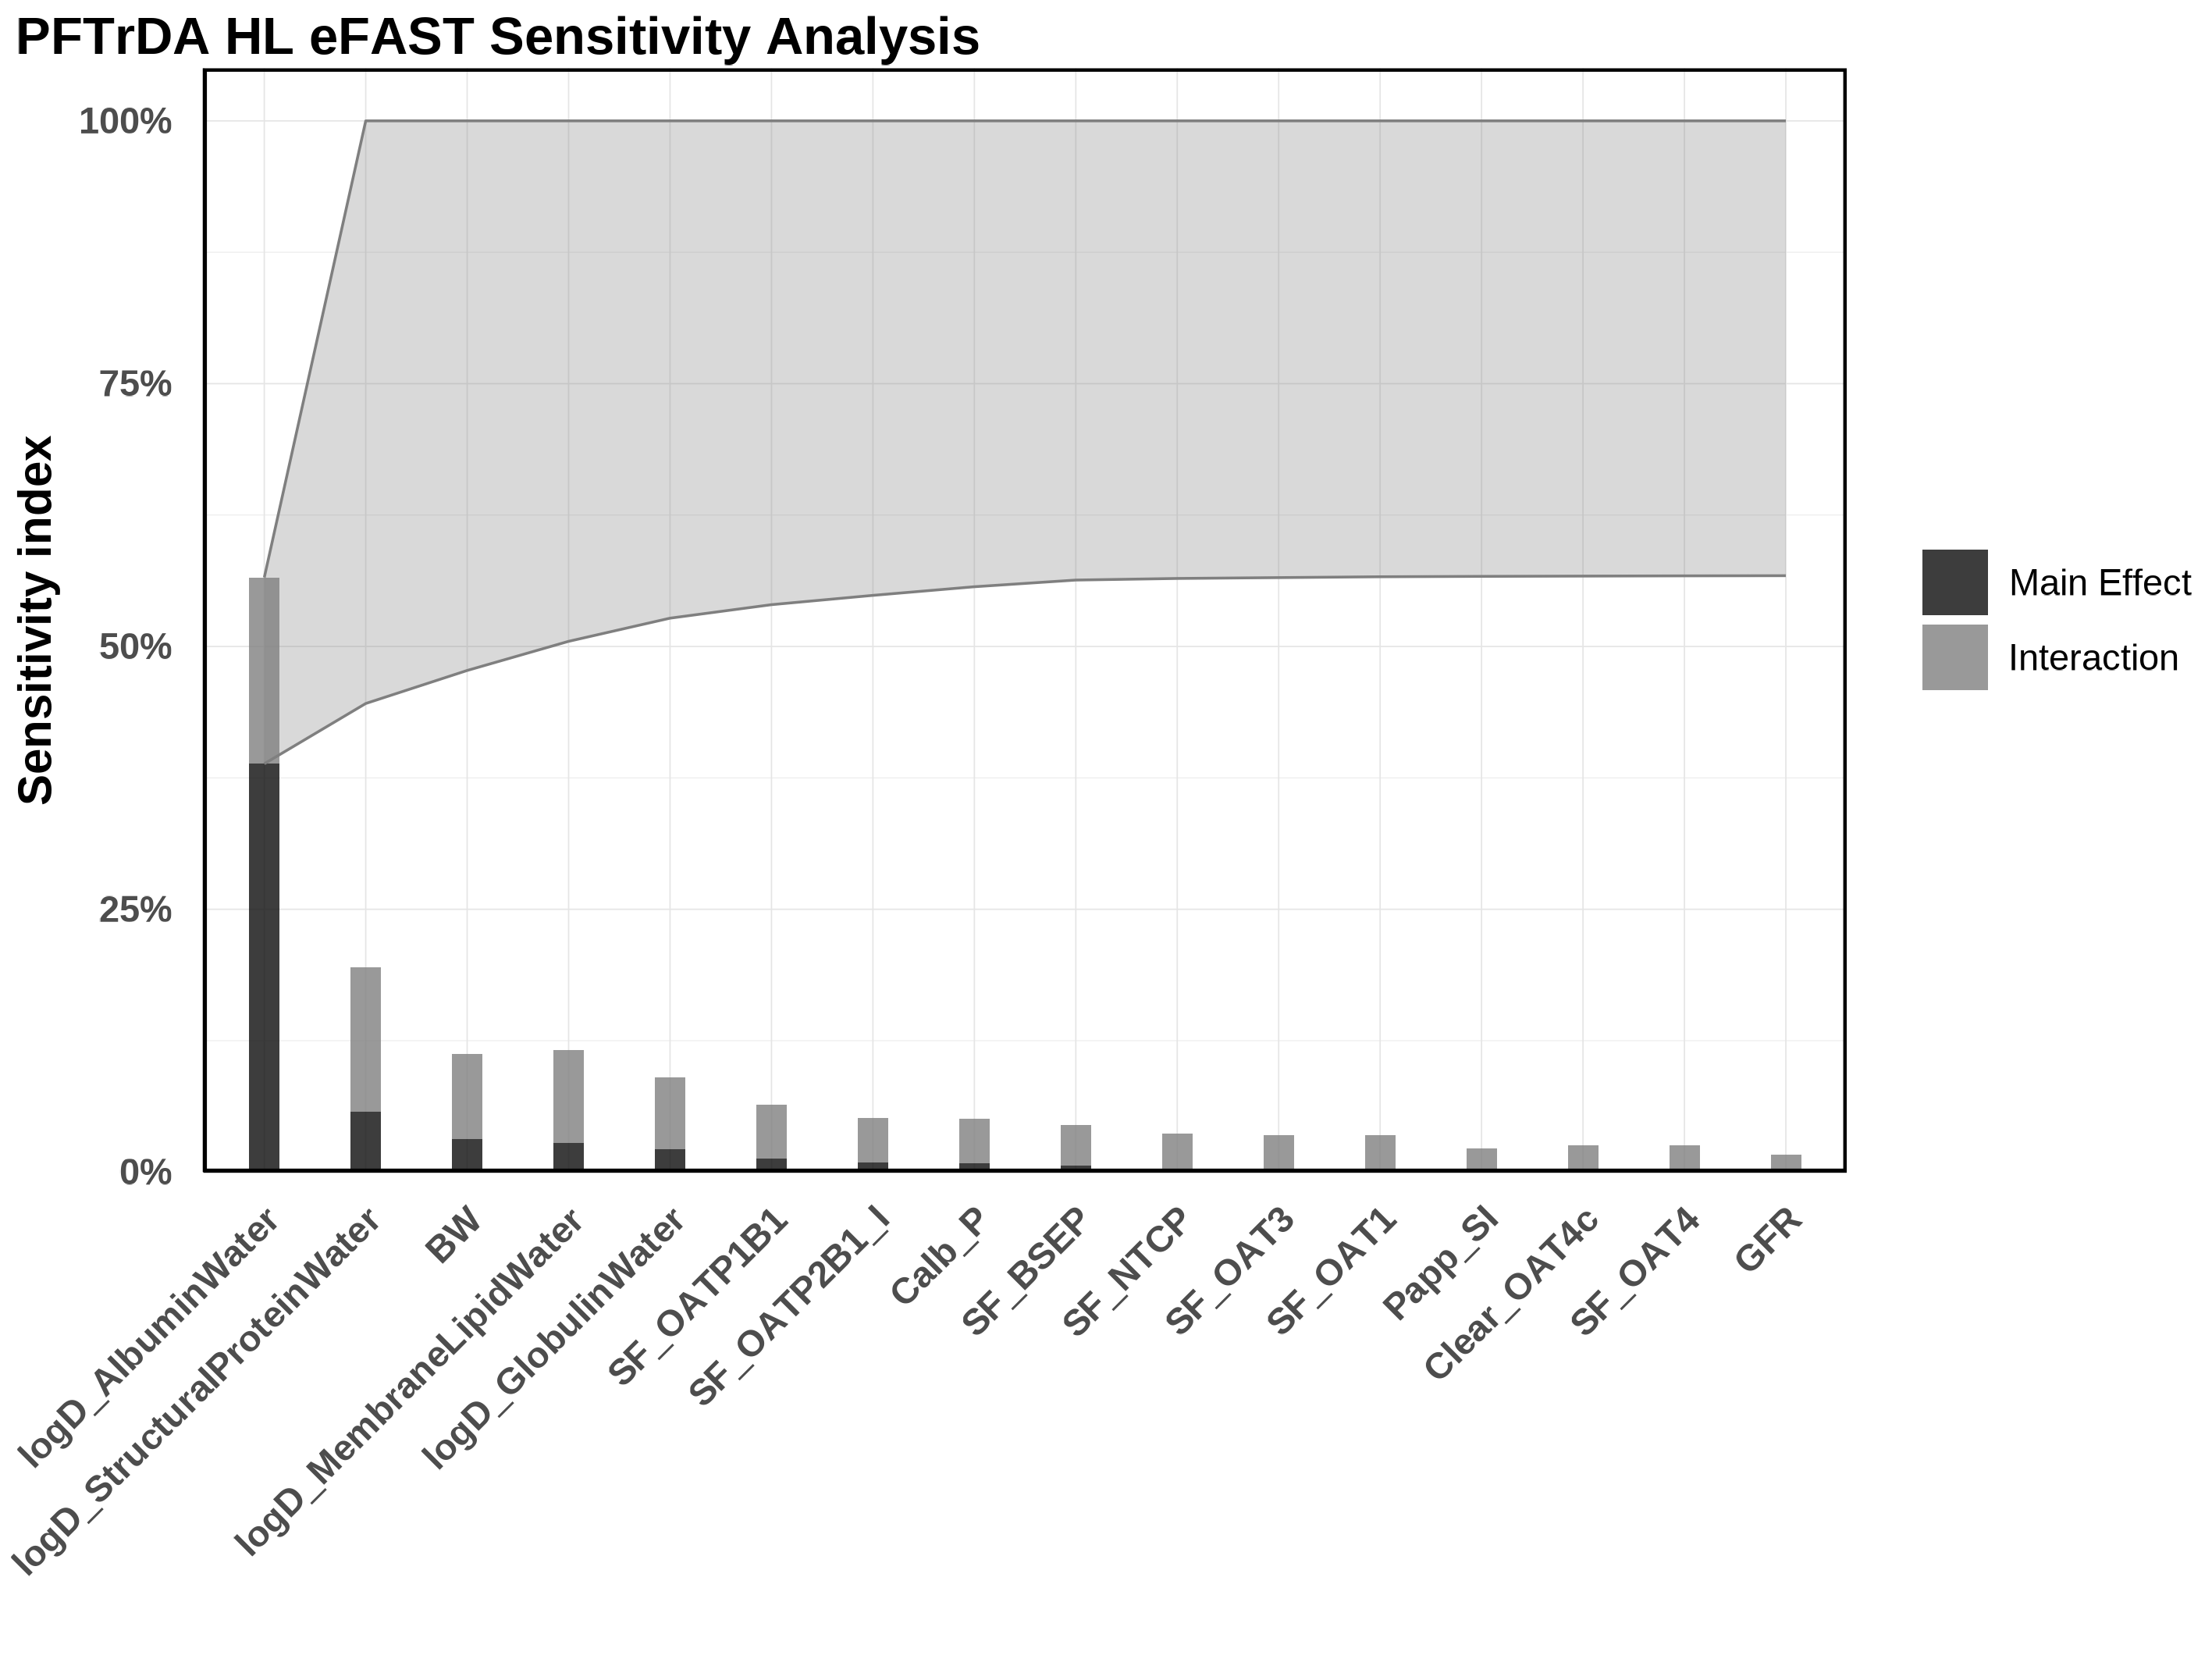 PFTrDA HL eFAST Sensitivity Analysis
Sensitivity index
100%
75%
50%
25%
0%
logD_AlbuminWater
logD_StructuralProteinWater
BW
logD_MembraneLipidWater
logD_GlobulinWater
SF_OATP1B1
SF_OATP2B1_I
Calb_P
SF_BSEP
SF_NTCP
SF_OAT3
SF_OAT1
Papp_SI
Clear_OAT4c
SF_OAT4
GFR
Main Effect
Interaction